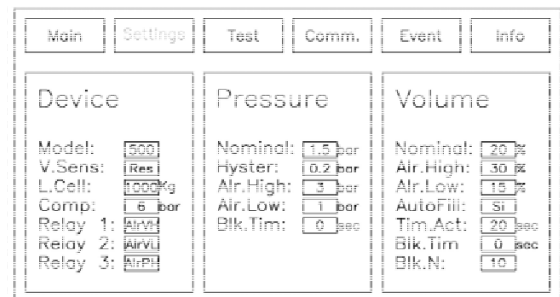 Main Settings Test Comm. Event Info
Device
Model: 500
V.Sens: Res
L.Cell: 1000 Kg
Comp: 6 bar
Relay 1: AlrVH
Relay 2: AlrVL
Relay 3: AlrPH
Pressure
Nominal: 1.5 bar
Hyster: 0.2 bar
Alr.High: 3 bar
Alr.Low: 1 bar
Blk.Tim: 0 sec
Volume
Nominal: 20 %
Alr.High: 30 %
Alr.Low: 15 %
AutoFill: Si
Tim.Act: 20 sec
Blk.Tim 0 sec
Blk.N: 10